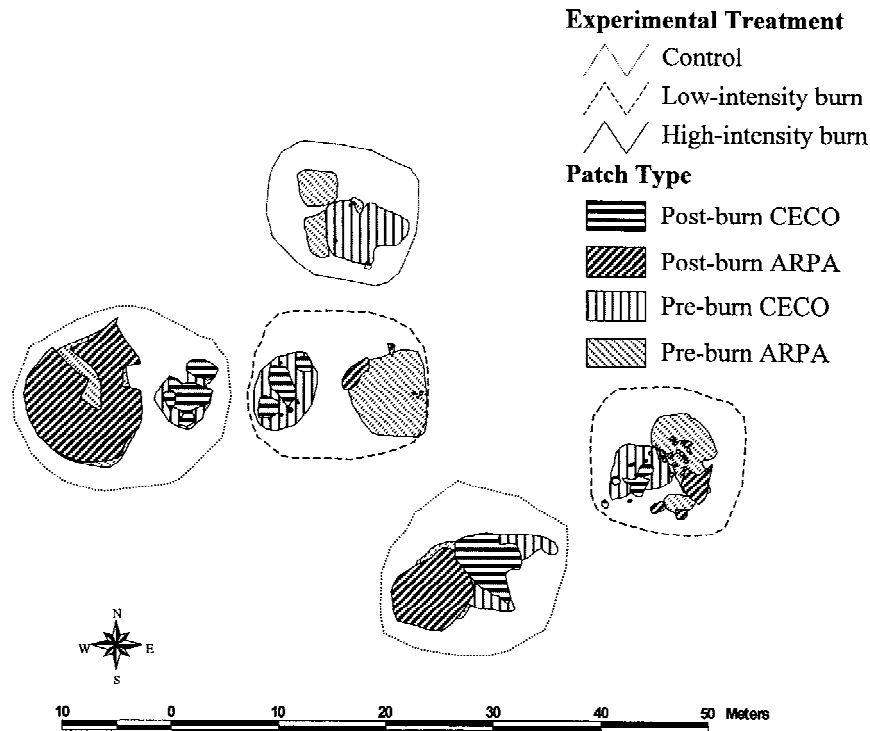 Experimental Treatment
Control
Low-intensity burn
High-intensity burn
Patch Type
Post-burn CECO
Post-burn ARPA
Pre-burn CECO
Pre-burn ARPA
N
W E
S
10 0 10 20 30 40 50 Meters